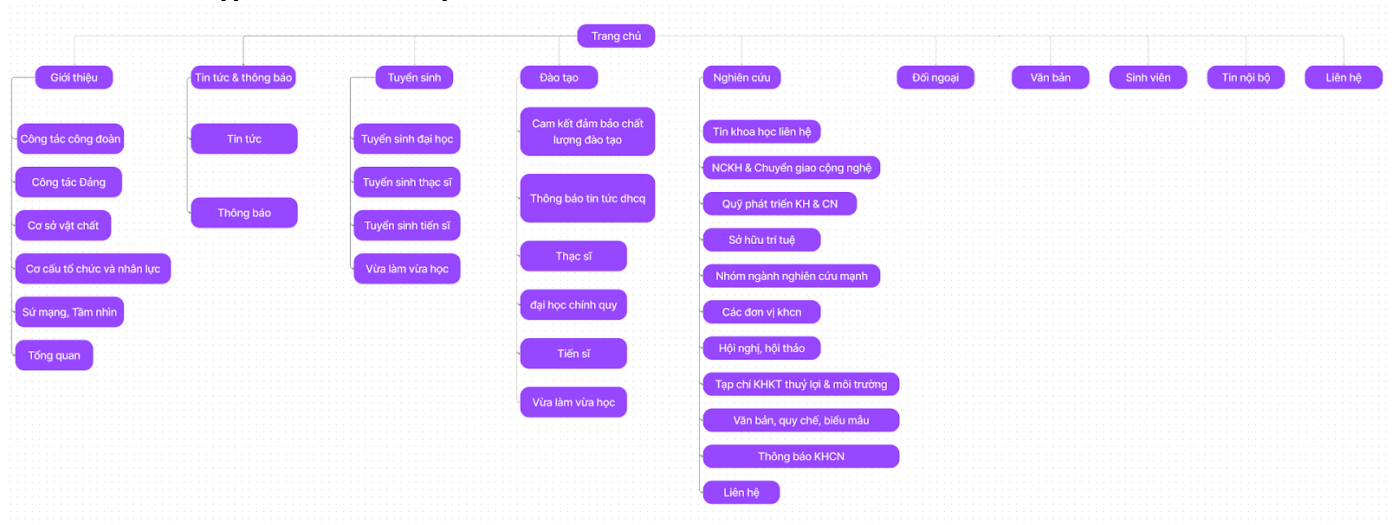 Trang chủ
Giới thiệu
Tin tức & thông báo
Tuyển sinh
Đào tạo
Nghiên cứu
Đối ngoại
Văn bản
Sinh viên
Tin nội bộ
Liên hệ
Công tác công đoàn
Công tác Đảng
Cơ sở vật chất
Cơ cấu tổ chức và nhân lực
Sứ mạng, Tầm nhìn
Tổng quan
Tin tức
Thông báo
Tuyển sinh đại học
Tuyển sinh thạc sĩ
Tuyển sinh tiến sĩ
Vừa làm vừa học
Cam kết đảm bảo chất
lượng đào tạo
Thông báo tin tức dhcq
Thạc sĩ
đại học chính quy
Tiến sĩ
Vừa làm vừa học
Tin khoa học liên hệ
NCKH & Chuyển giao cộng nghệ
Quỹ phát triển KH & CN
Sở hữu trí tuệ
Nhóm ngành nghiên cứu mạnh
Các đơn vị khcn
Hội nghị, hội thảo
Tạp chí KHKT thuỷ lợi & môi trường
Văn bản, quy chế, biểu mẫu
Thông báo KHCN
Liên hệ